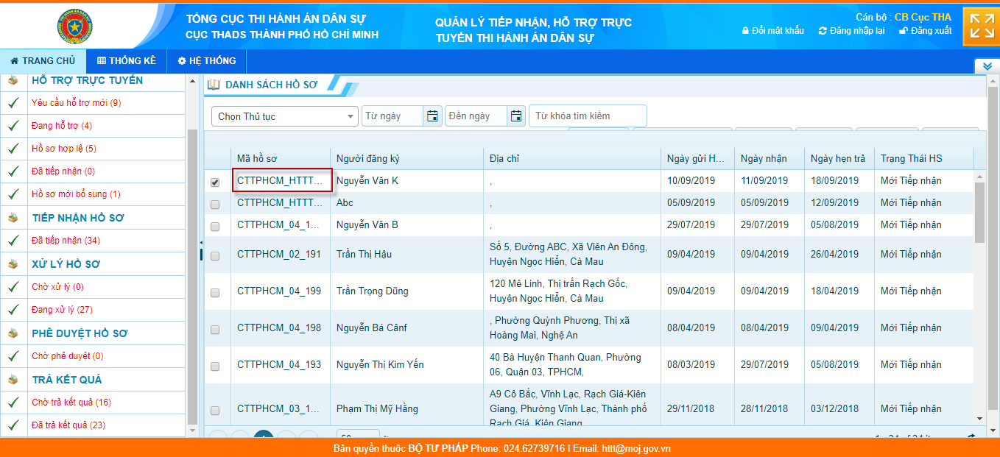 TỔNG CỤC THI HÀNH ÁN DÂN SỰ
CỤC THADS THÀNH PHỐ HỒ CHÍ MINH
QUẢN LÝ TIẾP NHẬN, HỖ TRỢ TRỰC
TUYẾN THI HÀNH ÁN DÂN SỰ
Cán bộ : CB Cục THA
Đổi mật khẩu Đăng nhập lại Đăng xuất
TRANG CHỦ THỐNG KÊ HỆ THỐNG
HỖ TRỢ TRỰC TUYẾN
Yêu cầu hỗ trợ mới (9)
Đang hỗ trợ (4)
Hồ sơ hợp lệ (5)
Đã tiếp nhận (0)
Hồ sơ mới bổ sung (1)
TIẾP NHẬN HỒ SƠ
Đã tiếp nhận (34)
XỬ LÝ HỒ SƠ
Chờ xử lý (0)
Đang xử lý (27)
PHÊ DUYỆT HỒ SƠ
Chờ phê duyệt (0)
TRẢ KẾT QUẢ
Chờ trả kết quả (16)
Đã trả kết quả (23)
DANH SÁCH HỒ SƠ
Chọn Thủ tục Từ ngày Đến ngày Từ khóa tìm kiếm
Mã hồ sơ Người đăng ký Địa chỉ Ngày gửi H... Ngày nhận Ngày hẹn trả Trạng Thái HS
CTTPHCM_HTTT... Nguyễn Văn K , 10/09/2019 11/09/2019 18/09/2019 Mới Tiếp nhận
CTTPHCM_HTTT... Abc , 05/09/2019 05/09/2019 12/09/2019 Mới Tiếp nhận
CTTPHCM_04_1... Nguyễn Văn B , 29/07/2019 29/07/2019 05/08/2019 Mới Tiếp nhận
CTTPHCM_02_191 Trần Thị Hậu Số 5, Đường ABC, Xã Viên An Đông,
Huyện Ngọc Hiển, Cà Mau 09/04/2019 09/04/2019 26/04/2019 Mới Tiếp nhận
CTTPHCM_04_199 Trần Trọng Dũng 120 Mê Linh, Thị trấn Rạch Gốc,
Huyện Ngọc Hiển, Cà Mau 09/04/2019 09/04/2019 18/04/2019 Mới Tiếp nhận
CTTPHCM_04_198 Nguyễn Bá Cânf , Phường Quỳnh Phương, Thị xã
Hoàng Mai, Nghệ An 08/04/2019 08/04/2019 09/04/2019 Mới Tiếp nhận
CTTPHCM_04_193 Nguyễn Thị Kim Yến 40 Bà Huyện Thanh Quan, Phường
06, Quận 03, TPHCM, 08/03/2019 29/07/2019 05/08/2019 Mới Tiếp nhận
CTTPHCM_03_1... Phạm Thị Mỹ Hằng A9 Cô Bắc, Vĩnh Lạc, Rạch Giá-Kiên
Giang, Phường Vĩnh Lạc, Thành phố
Rạch Giá, Kiên Giang 29/11/2018 28/11/2018 03/12/2018 Mới Tiếp nhận
Bản quyền thuộc BỘ TƯ PHÁP Phone: 024.62739716 I Email: httt@moj.gov.vn